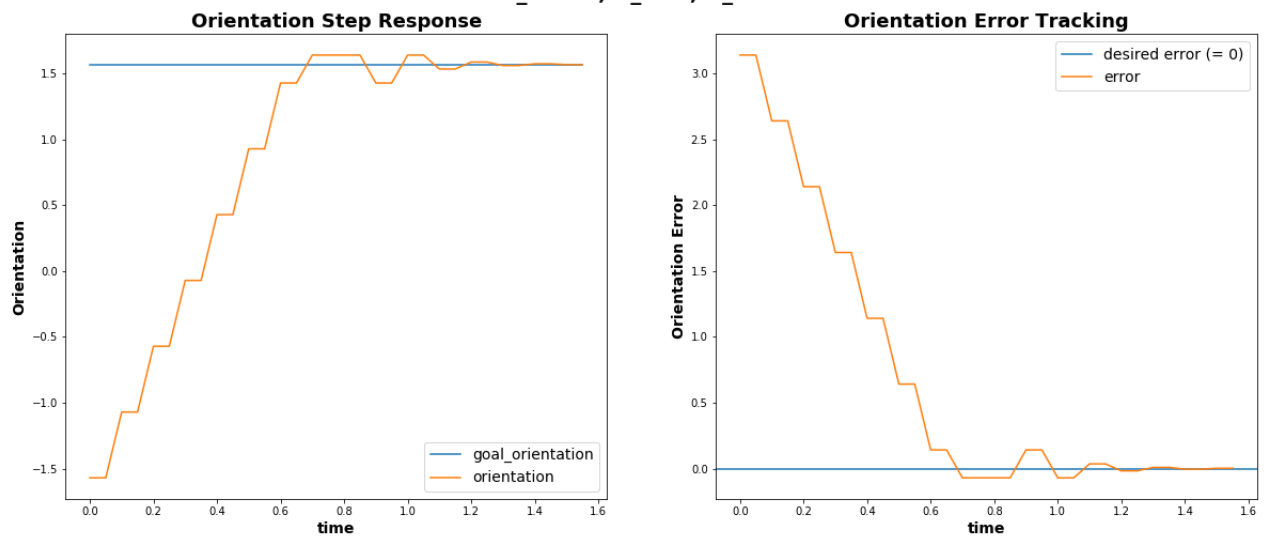 Orientation Step Response
Orientation
1.5
1.0
0.5
0.0
−0.5
−1.0
−1.5
goal_orientation
orientation
0.0 0.2 0.4 0.6 0.8 1.0 1.2 1.4 1.6
time
Orientation Error Tracking
Orientation Error
3.0
2.5
2.0
1.5
1.0
0.5
0.0
desired error (= 0)
error
0.0 0.2 0.4 0.6 0.8 1.0 1.2 1.4 1.6
time